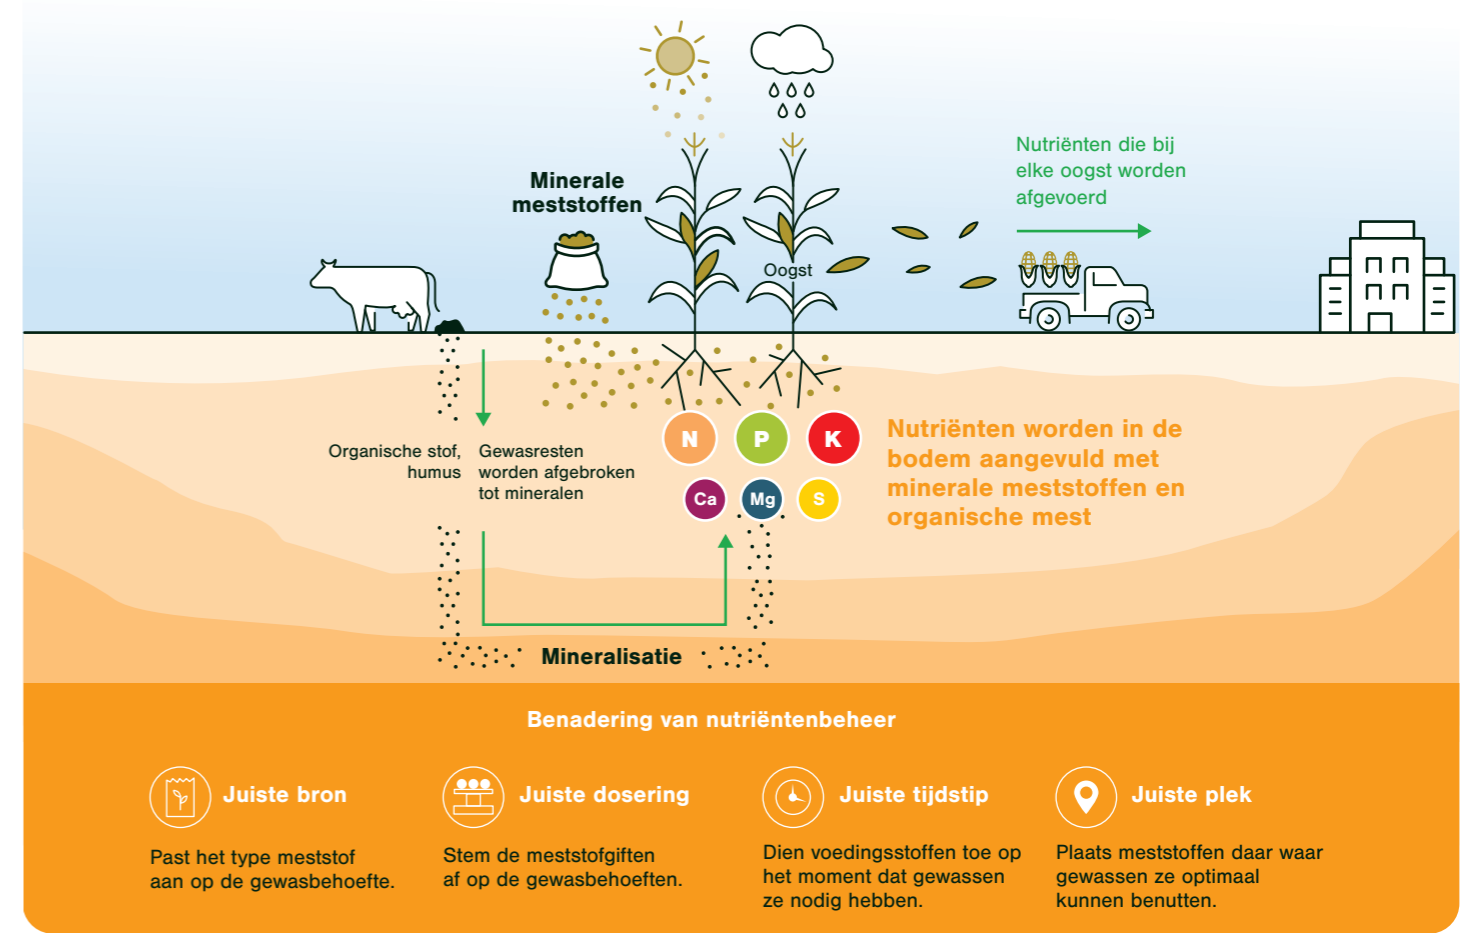 Nutriënten die bij
elke oogst worden
afgevoerd
Minerale
meststoffen
Oogst
Organische stof,
humus
Gewasresten
worden afgebroken
tot mineralen
N
P
K
Ca
Mg
S
Nutriënten worden in de
bodem aangevuld met
minerale meststoffen en
organische mest
Mineralisatie
Benadering van nutriëntenbeheer
Juiste bron
Past het type meststof
aan op de gewasbehoefte.
Juiste dosering
Stem de meststofgiften
af op de gewasbehoeften.
Juiste tijdstip
Dien voedingsstoffen toe op
het moment dat gewassen
ze nodig hebben.
Juiste plek
Plaats meststoffen daar waar
gewassen ze optimaal
kunnen benutten.